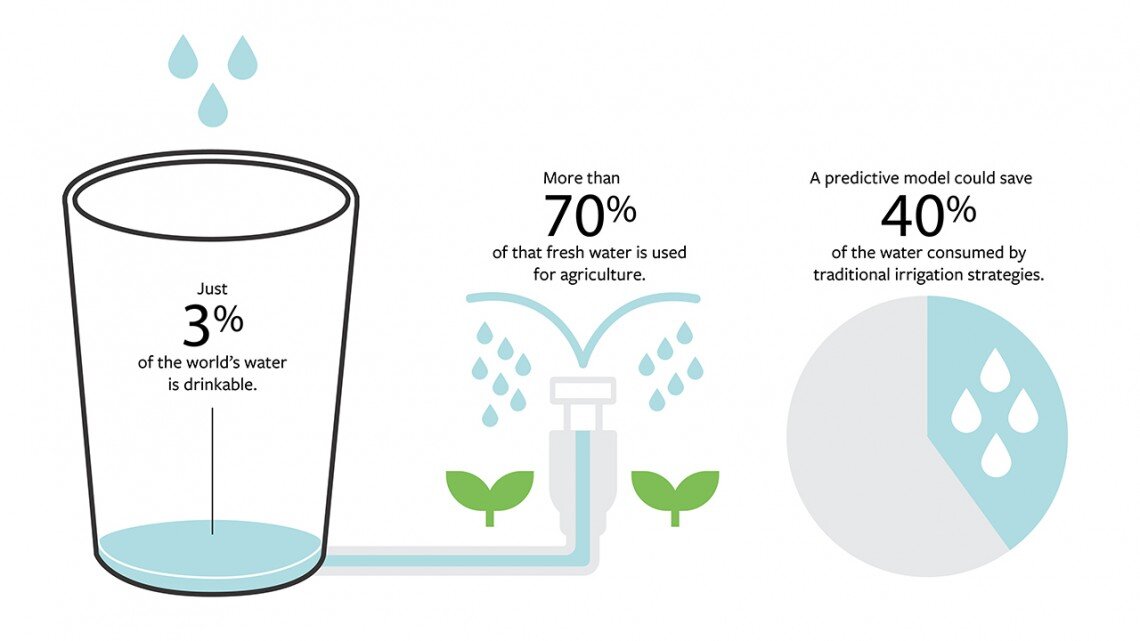 Just
3%
of the world’s water
is drinkable.
More than
70%
of that fresh water is used
for agriculture.
A predictive model could save
40%
of the water consumed by
traditional irrigation strategies.